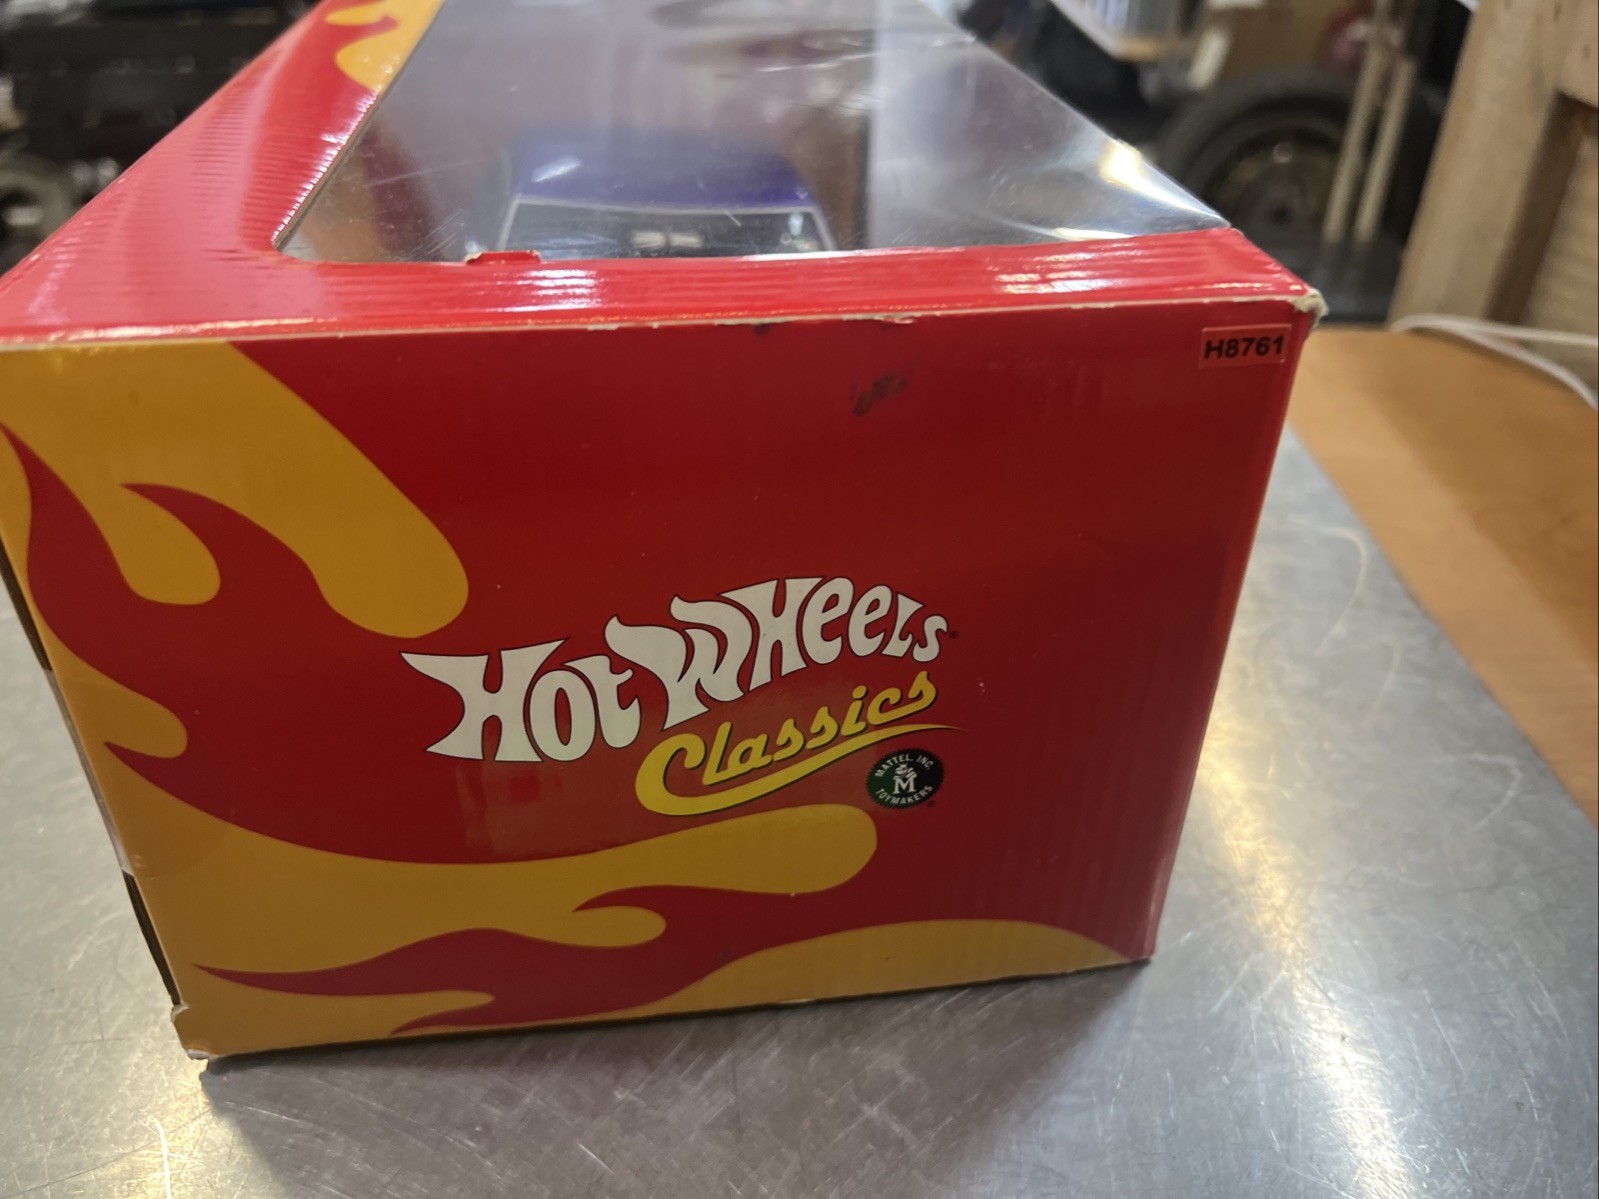 H8761
Hot Wheels
Classics
MATTEL, INC.
M
TOYMAKERS